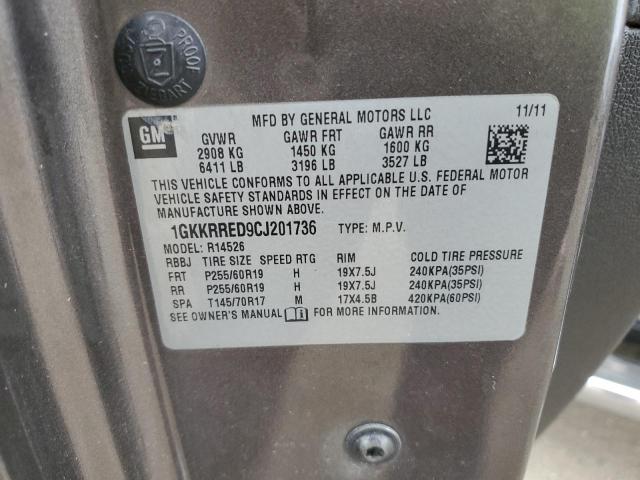 PROOF
ZIEBART
GM
MFD BY GENERAL MOTORS LLC
11/11
GVWR GAWR FRT GAWR RR
2908 KG 1450 KG 1600 KG
6411 LB 3196 LB 3527 LB
THIS VEHICLE CONFORMS TO ALL APPLICABLE U.S. FEDERAL MOTOR
VEHICLE SAFETY STANDARDS IN EFFECT ON THE DATE OF
MANUFACTURE SHOWN ABOVE.
1GKKRRED9CJ201736 TYPE: M.P.V.
MODEL: R14526
RBBJ TIRE SIZE SPEED RTG RIM COLD TIRE PRESSURE
FRT P255/60R19 H 19X7.5J 240KPA(35PSI)
RR P255/60R19 H 19X7.5J 240KPA(35PSI)
SPA T145/70R17 M 17X4.5B 420KPA(60PSI)
SEE OWNER'S MANUAL FOR MORE INFORMATION.